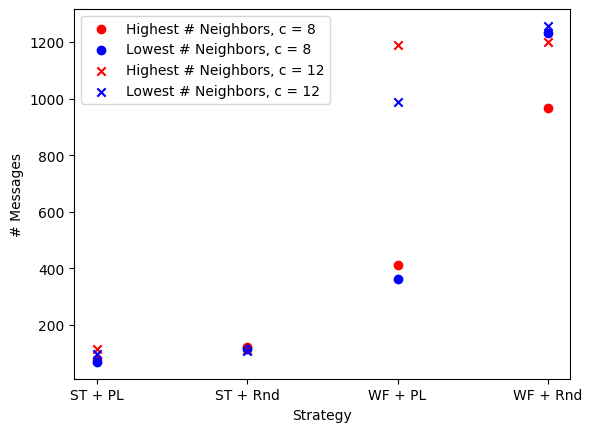 Highest # Neighbors, c = 8
Lowest # Neighbors, c = 8
Highest # Neighbors, c = 12
Lowest # Neighbors, c = 12
1200
1000
800
600
400
200
# Messages
ST + PL ST + Rnd WF + PL WF + Rnd
Strategy